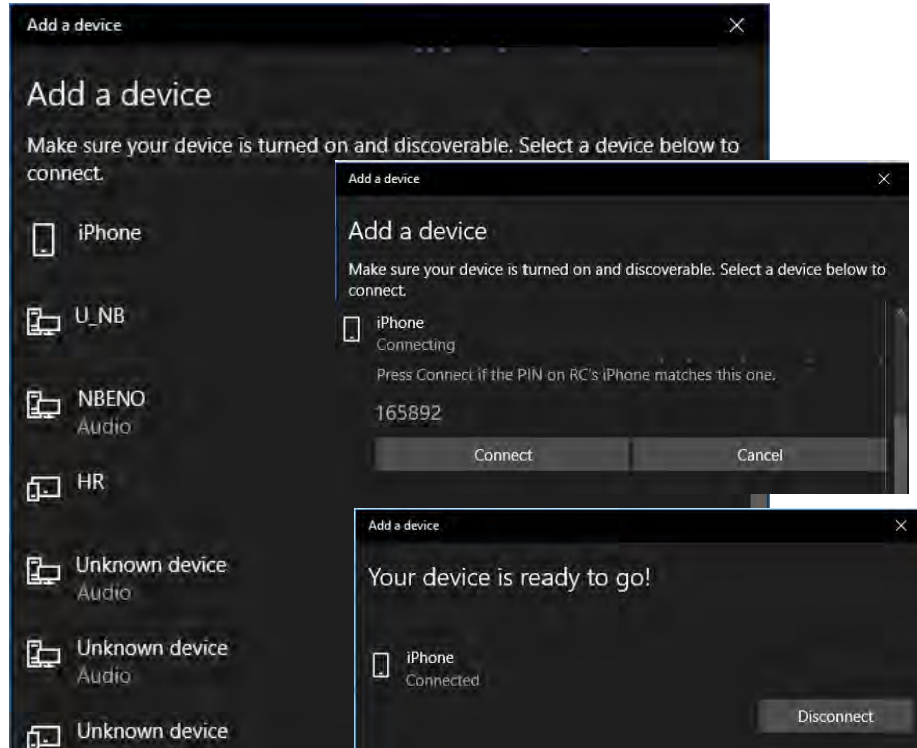 Add a device
Add a device
Make sure your device is turned on and discoverable. Select a device below to
connect.
iPhone
U_NB
NBENO
Audio
HR
Unknown device
Audio
Unknown device
Audio
Unknown device
Add a device
Add a device
Make sure your device is turned on and discoverable. Select a device below to
connect.
iPhone
Connecting
Press Connect if the PIN on RC's iPhone matches this one.
165892
Connect Cancel
Add a device
Your device is ready to go!
iPhone
Connected
Disconnect